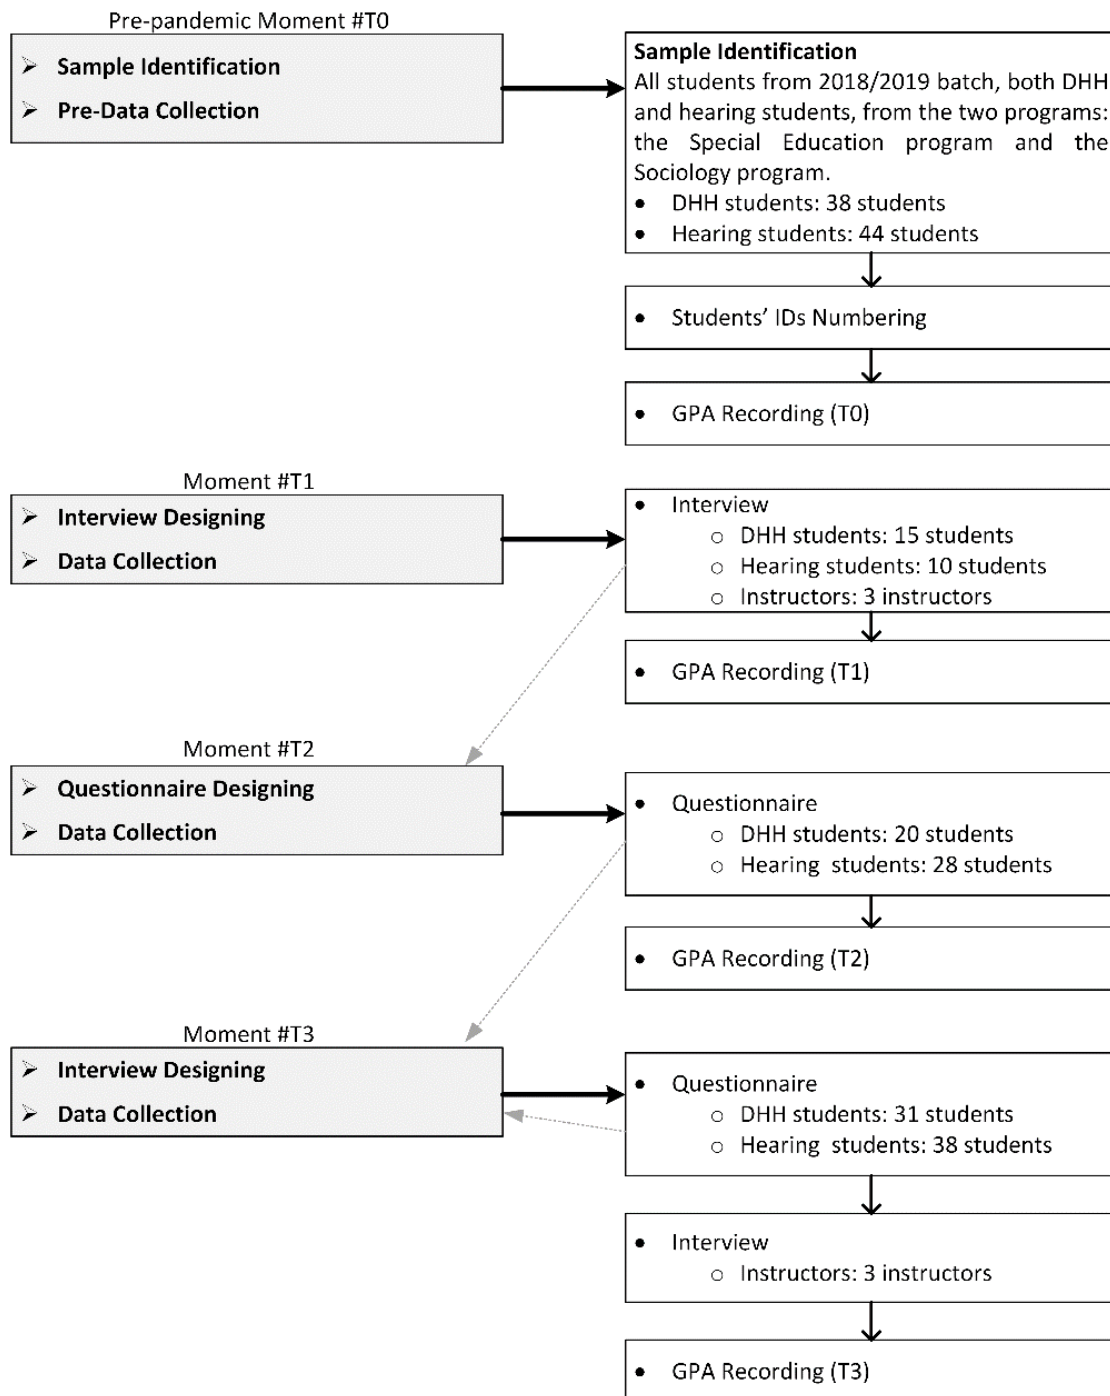 Pre-pandemic Moment #T0
➢ Sample Identification
➢ Pre-Data Collection
Sample Identification
All students from 2018/2019 batch, both DHH
and hearing students, from the two programs:
the Special Education program and the
Sociology program.
• DHH students: 38 students
• Hearing students: 44 students
• Students’ IDs Numbering
• GPA Recording (T0)
Moment #T1
➢ Interview Designing
➢ Data Collection
• Interview
o DHH students: 15 students
o Hearing students: 10 students
o Instructors: 3 instructors
• GPA Recording (T1)
Moment #T2
➢ Questionnaire Designing
➢ Data Collection
• Questionnaire
o DHH students: 20 students
o Hearing students: 28 students
• GPA Recording (T2)
Moment #T3
➢ Interview Designing
➢ Data Collection
• Questionnaire
o DHH students: 31 students
o Hearing students: 38 students
• Interview
o Instructors: 3 instructors
• GPA Recording (T3)